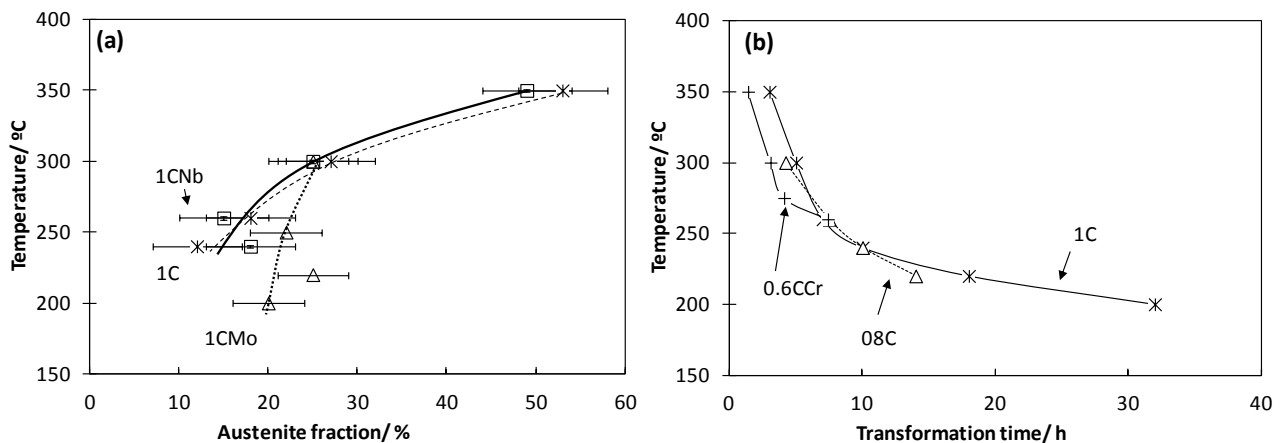 (a)
400
350
300
250
200
150
Temperature/ ºC
1CNb
1C
1CMo
0 10 20 30 40 50 60
Austenite fraction/ %
(b)
400
350
300
250
200
150
Temperature/ ºC
0.6CCr
08C
1C
0 10 20 30 40
Transformation time/ h